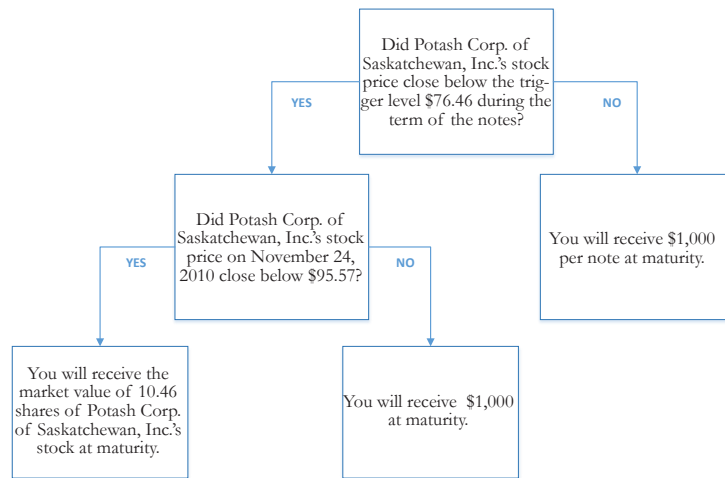 Did Potash Corp. of
Saskatchewan, Inc.'s stock
price close below the trig-
ger level $76.46 during the
term of the notes?
YES
NO
Did Potash Corp. of
Saskatchewan, Inc.'s stock
price on November 24,
2010 close below $95.57?
You will receive $1,000
per note at maturity.
YES
NO
You will receive the
market value of 10.46
shares of Potash Corp.
of Saskatchewan, Inc.'s
stock at maturity.
You will receive $1,000
at maturity.